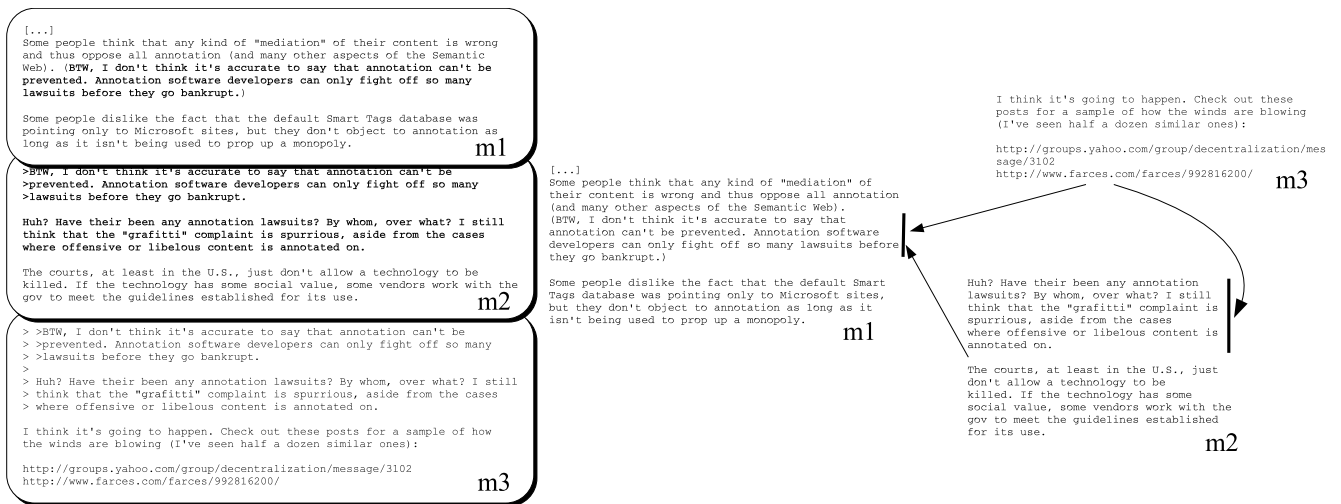 [...]
Some people think that any kind of "mediation" of their content is wrong
and thus oppose all annotation (and many other aspects of the Semantic
Web). (BTW, I don't think it's accurate to say that annotation can't be
prevented. Annotation software developers can only fight off so many
lawsuits before they go bankrupt.)
Some people dislike the fact that the default Smart Tags database was
pointing only to Microsoft sites, but they don't object to annotation as
long as it isn't being used to prop up a monopoly.
m1
>BTW, I don't think it's accurate to say that annotation can't be
>prevented. Annotation software developers can only fight off so many
>lawsuits before they go bankrupt.
Huh? Have their been any annotation lawsuits? By whom, over what? I still
think that the "grafitti" complaint is spurrious, aside from the cases
where offensive or libelous content is annotated on.
The courts, at least in the U.S., just don't allow a technology to be
killed. If the technology has some social value, some vendors work with the
gov to meet the guidelines established for its use.
m2
> >BTW, I don't think it's accurate to say that annotation can't be
> >prevented. Annotation software developers can only fight off so many
> >lawsuits before they go bankrupt.
>
> Huh? Have their been any annotation lawsuits? By whom, over what? I still
> think that the "grafitti" complaint is spurrious, aside from the cases
> where offensive or libelous content is annotated on.
I think it's going to happen. Check out these posts for a sample of how
the winds are blowing (I've seen half a dozen similar ones):
http://groups.yahoo.com/group/decentralization/message/3102
http://www.farces.com/farces/992816200/
m3
[...]
Some people think that any kind of "mediation" of
their content is wrong and thus oppose all annotation
(and many other aspects of the Semantic Web).
(BTW, I don't think it's accurate to say that
annotation can't be prevented. Annotation software
developers can only fight off so many lawsuits before
they go bankrupt.)
Some people dislike the fact that the default Smart
Tags database was pointing only to Microsoft sites,
but they don't object to annotation as long as it
isn't being used to prop up a monopoly.
m1
I think it's going to happen. Check out these
posts for a sample of how the winds are blowing
(I've seen half a dozen similar ones):
http://groups.yahoo.com/group/decentralization/mes
sage/3102
http://www.farces.com/farces/992816200/
m3
Huh? Have their been any annotation
lawsuits? By whom, over what? I still
think that the "grafitti" complaint is
spurrious, aside from the cases
where offensive or libelous content is
annotated on.
The courts, at least in the U.S., just
don't allow a technology to be
killed. If the technology has some
social value, some vendors work with the
gov to meet the guidelines established
for its use.
m2